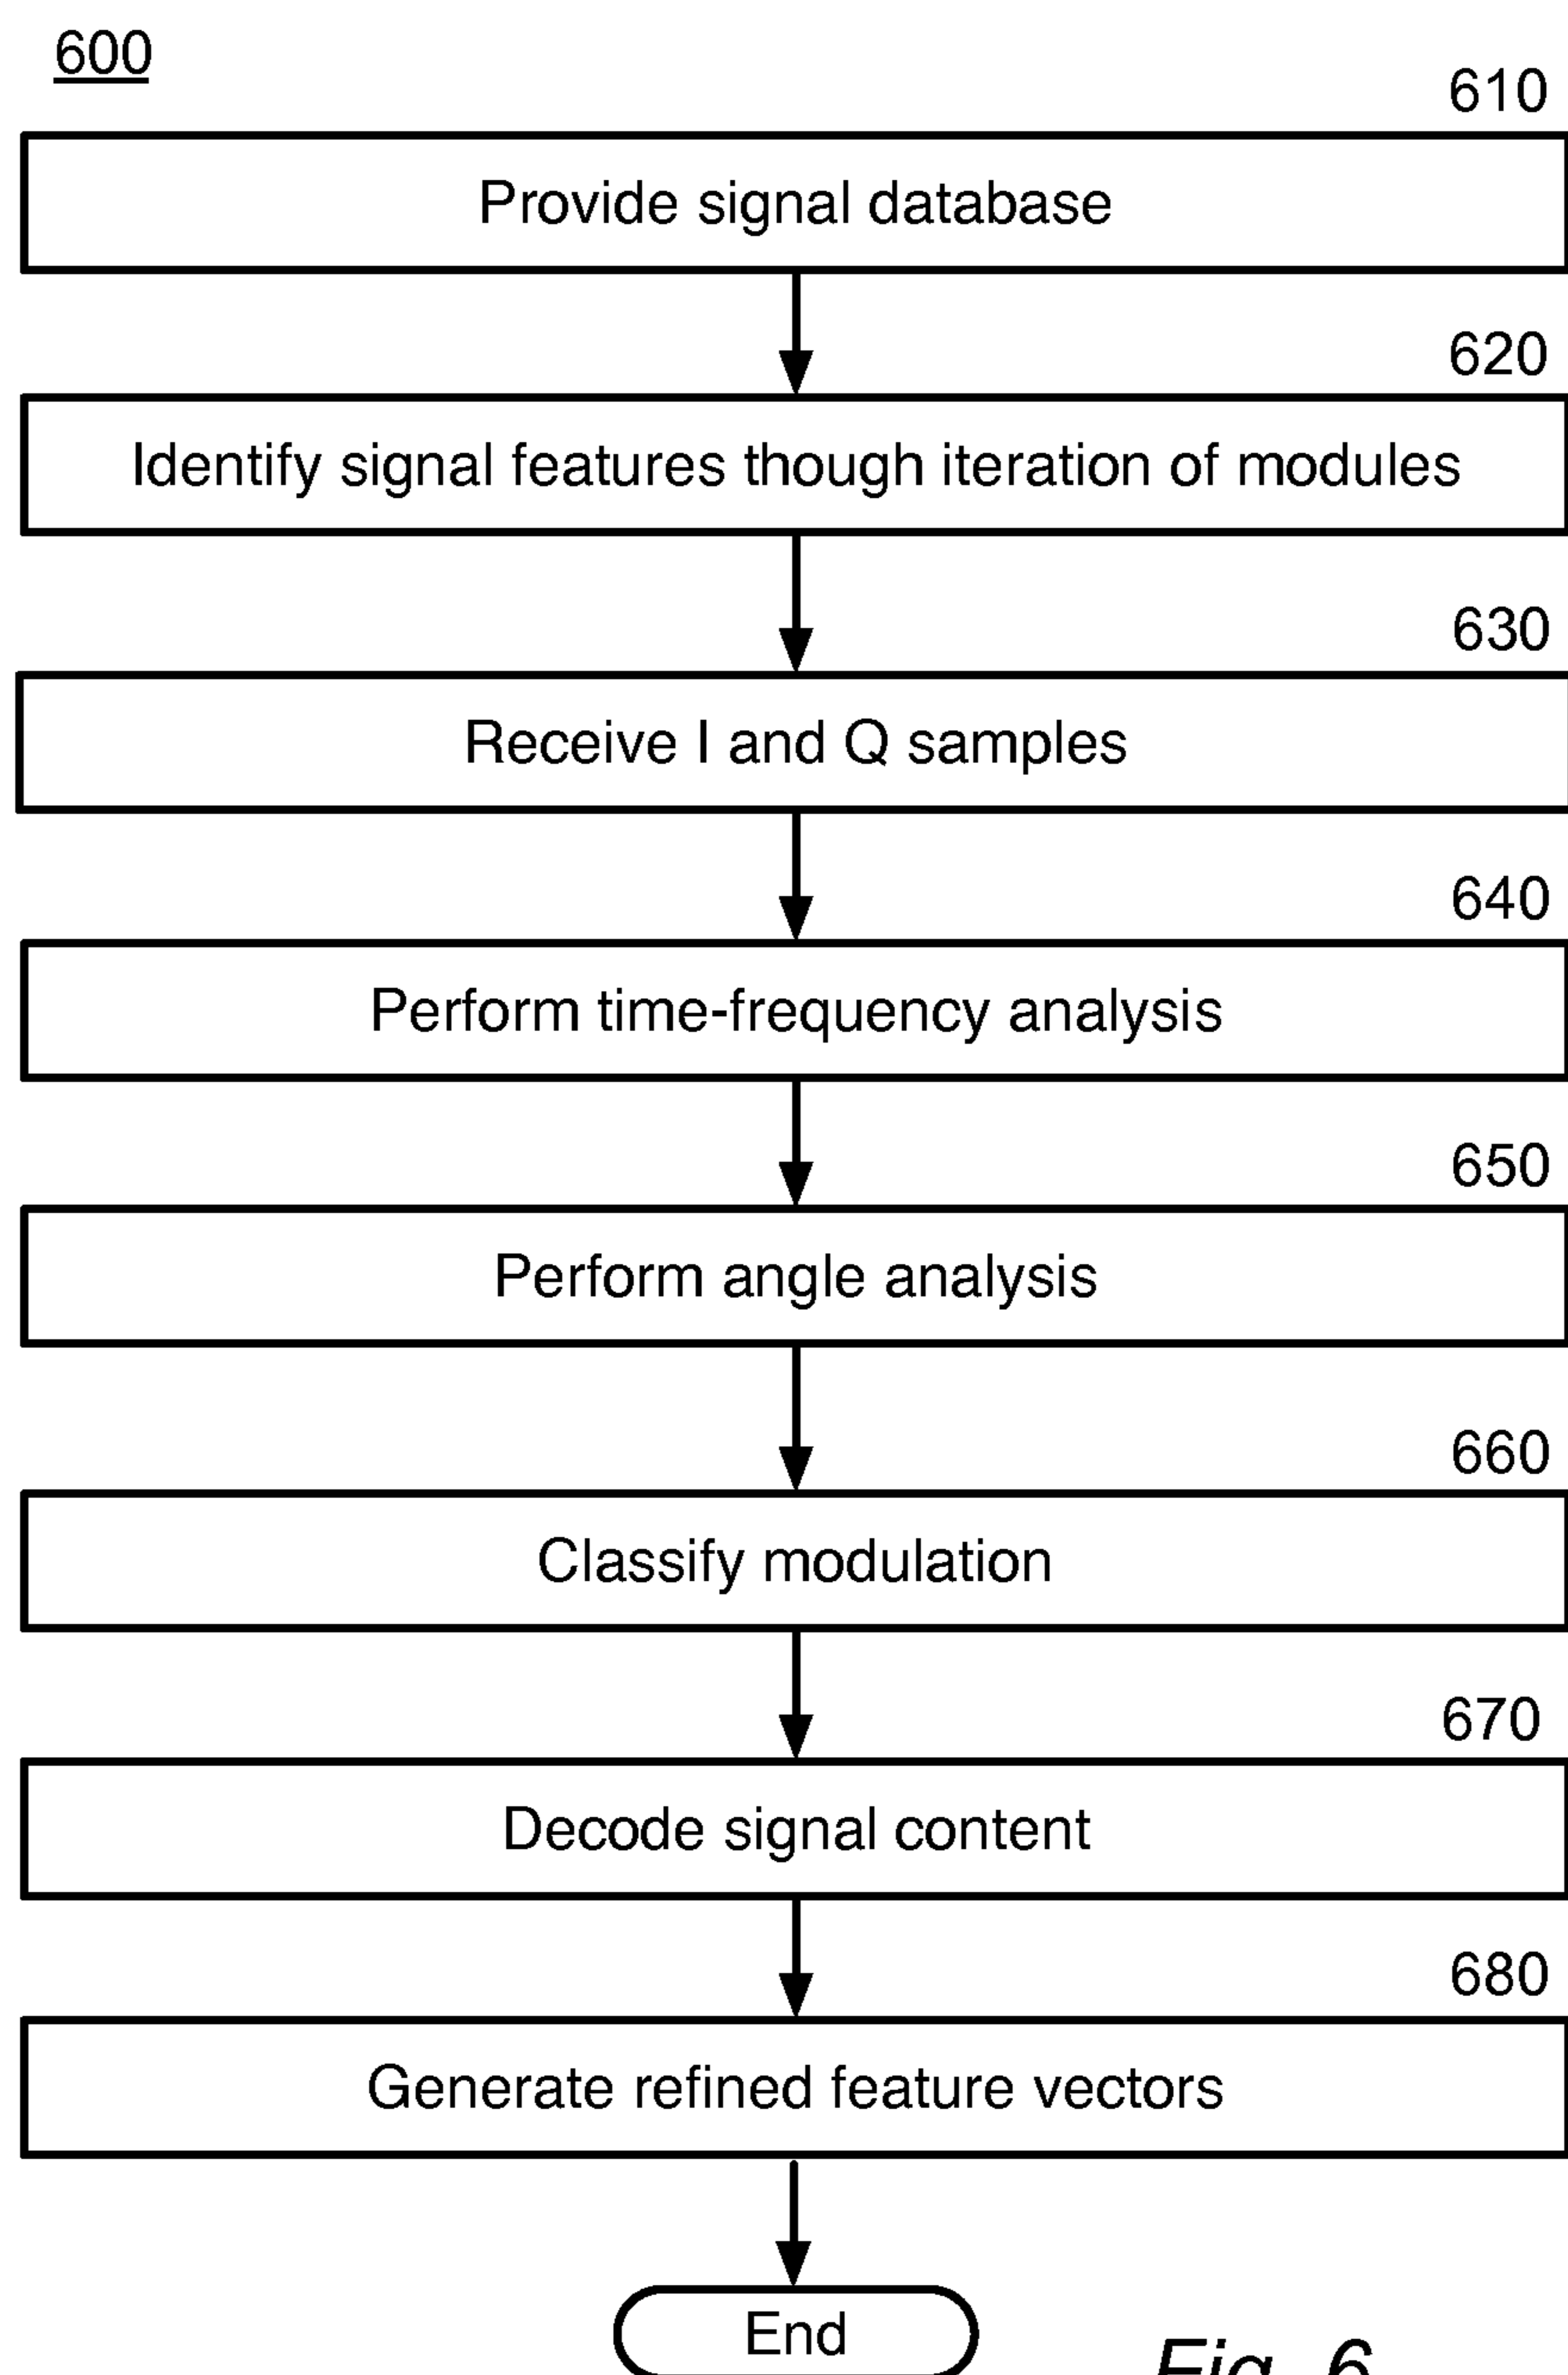 600
610
Provide signal database
620
Identify signal features though iteration of modules
630
Receive I and Q samples
640
Perform time-frequency analysis
650
Perform angle analysis
660
Classify modulation
670
Decode signal content
680
Generate refined feature vectors
End
Fig. 6